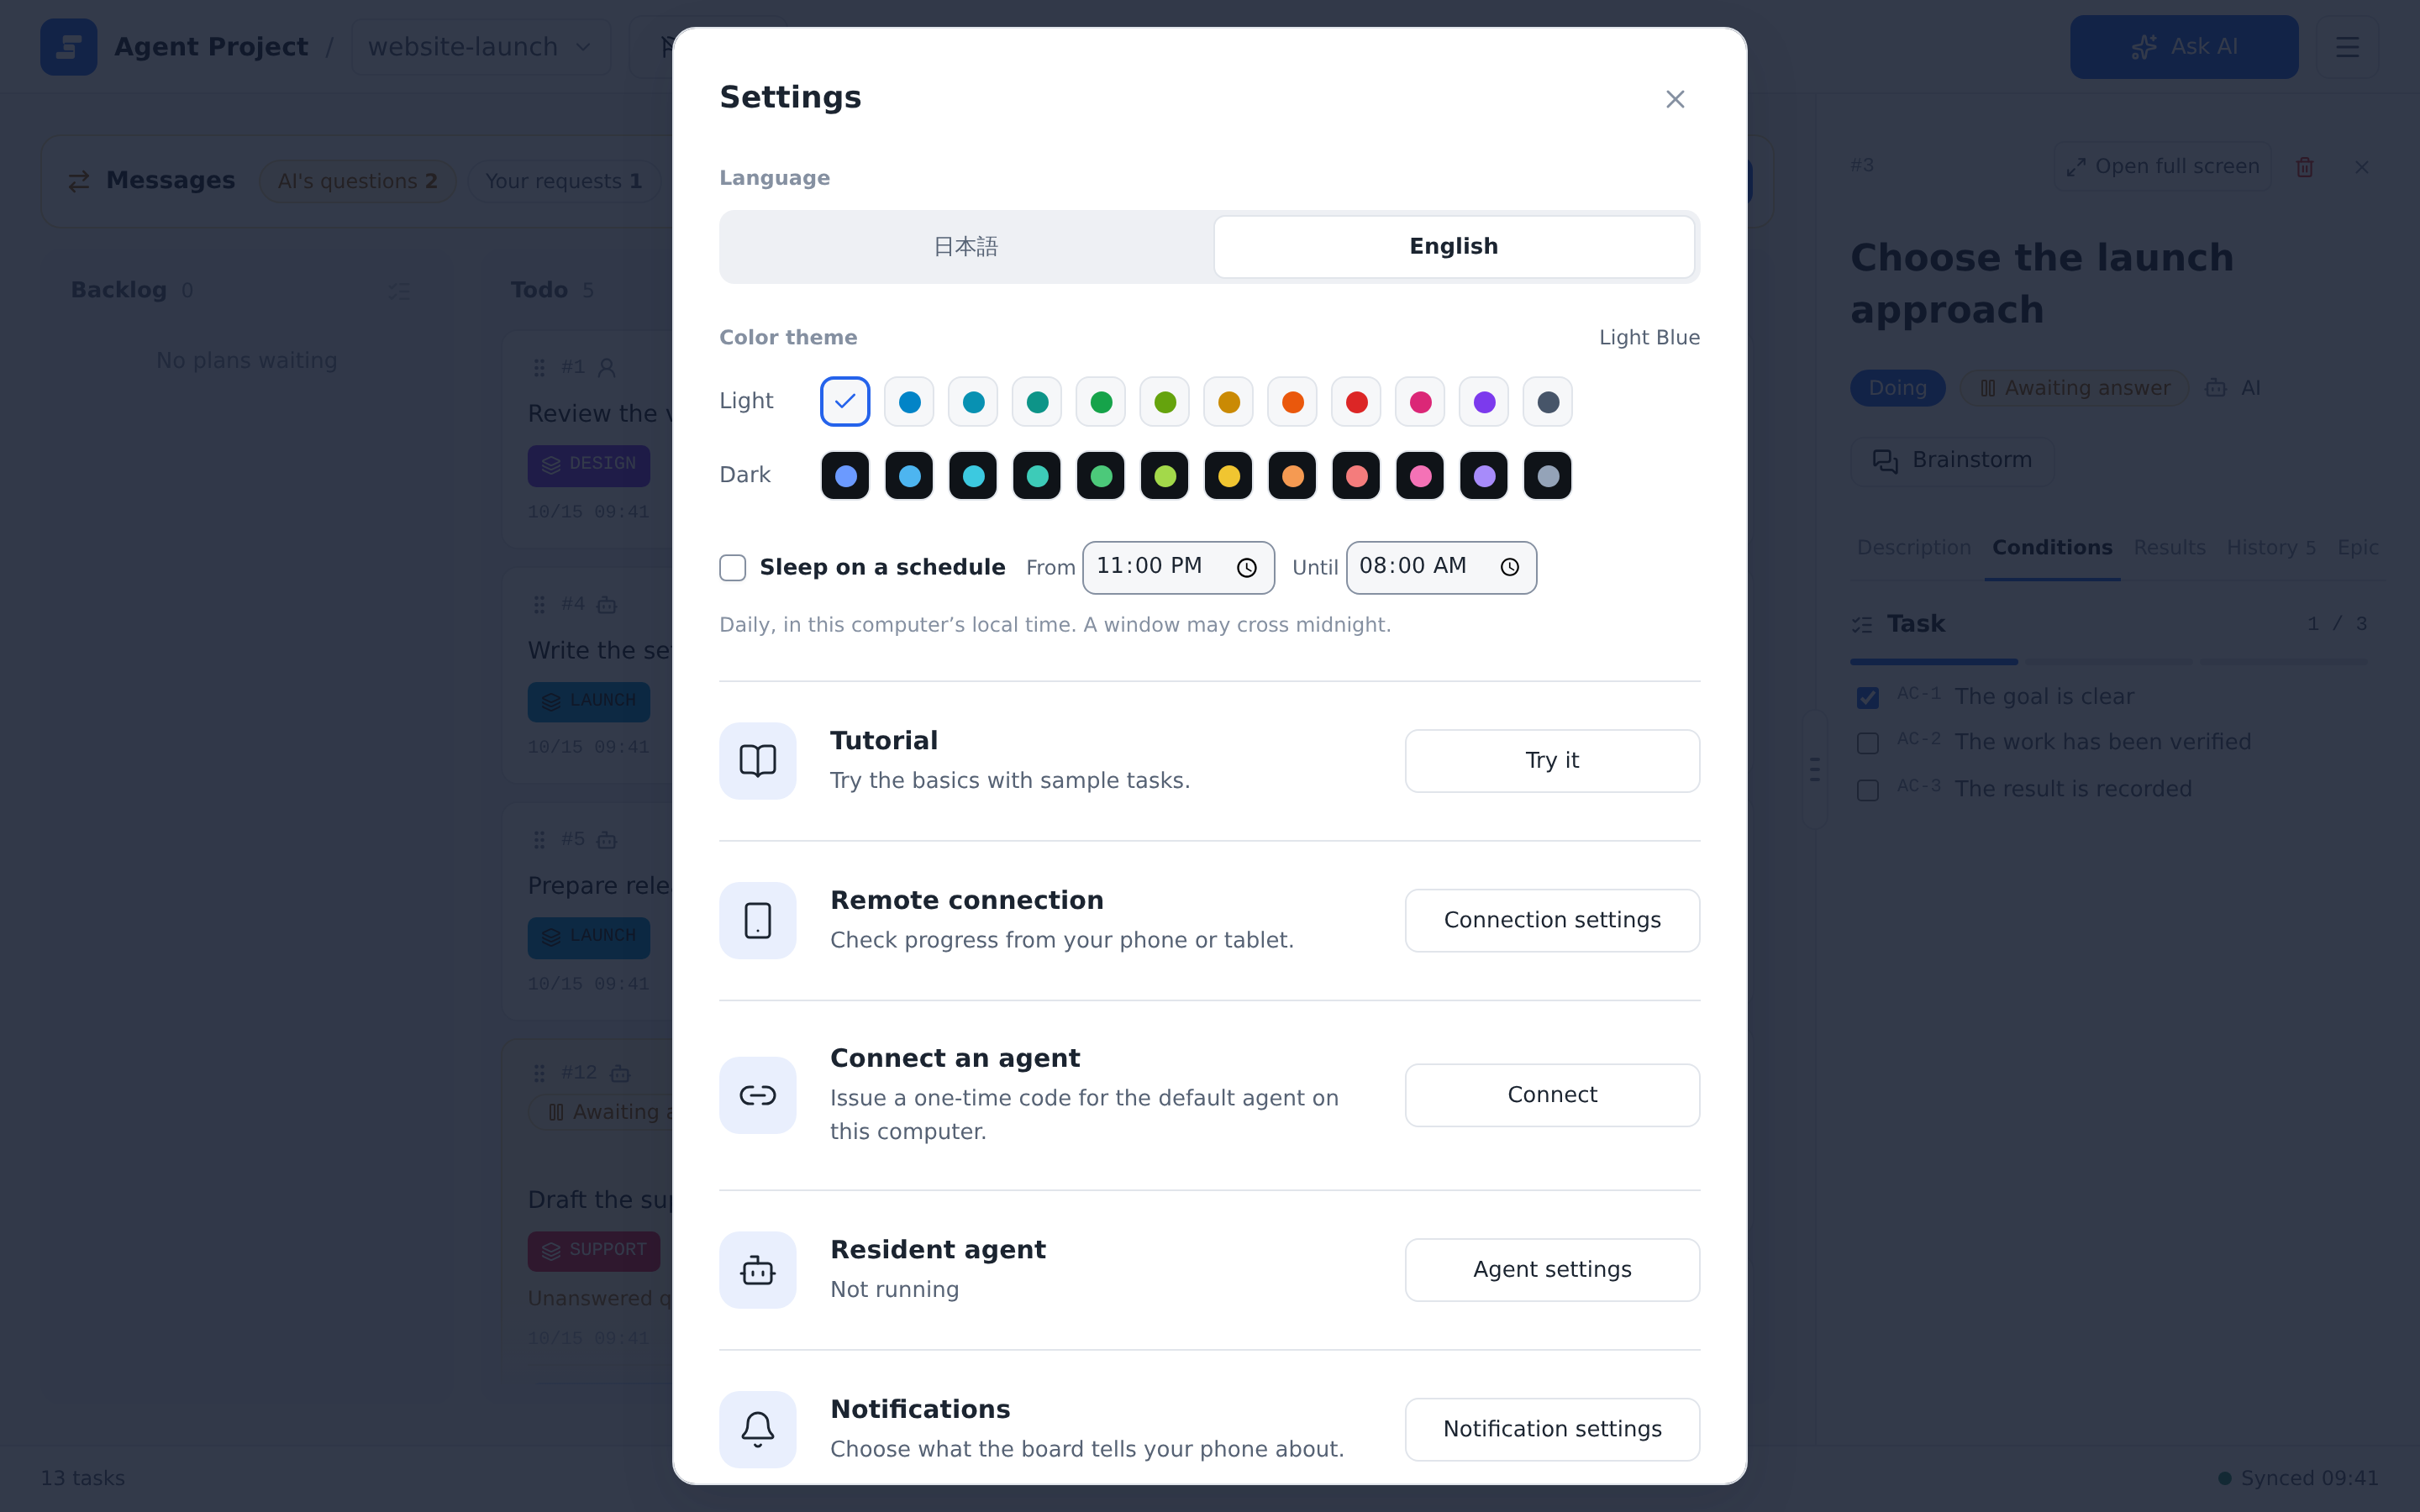 Agent Project / website-launch
Ask AI
Messages AI's questions 2 Your requests 1
Backlog 0
No plans waiting
Todo 5
#1
Review the
DESIGN
10/15 09:41
#4
Write the
LAUNCH
10/15 09:41
#5
Prepare
LAUNCH
10/15 09:41
#12
Awaiting
Draft the
SUPPORT
Unanswered
10/15 09:41
13 tasks
Settings
Language
日本語 English
Color theme Light Blue
Light
Dark
Sleep on a schedule From 11:00 PM Until 08:00 AM
Daily, in this computer’s local time. A window may cross midnight.
Tutorial
Try the basics with sample tasks.
Try it
Remote connection
Check progress from your phone or tablet.
Connection settings
Connect an agent
Issue a one-time code for the default agent on
this computer.
Connect
Resident agent
Not running
Agent settings
Notifications
Choose what the board tells your phone about.
Notification settings
#3 Open full screen
Choose the launch
approach
Doing Awaiting answer AI
Brainstorm
Description Conditions Results History 5 Epic
Task 1 / 3
AC-1 The goal is clear
AC-2 The work has been verified
AC-3 The result is recorded
Synced 09:41